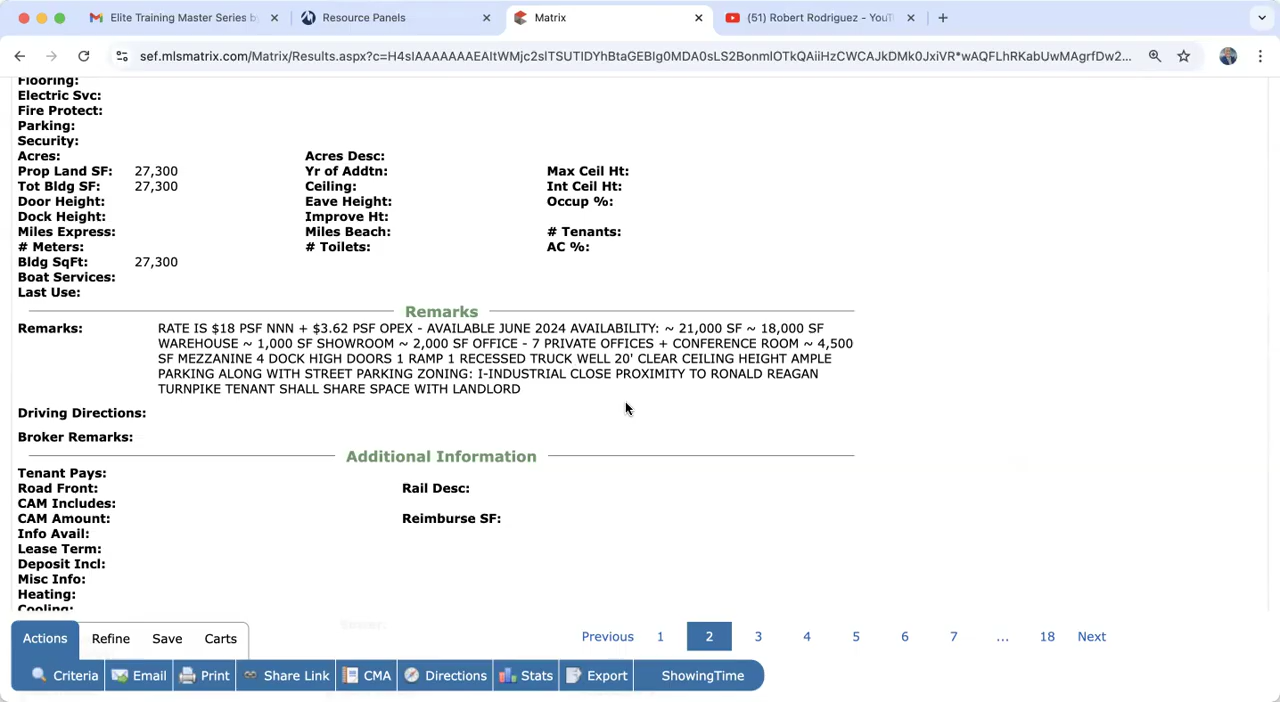 Elite Training Master Series b
Resource Panels
Matrix
(51) Robert Rodriguez - YouT
sef.mlsmatrix.com/Matrix/Results.aspx?c=H4sIAAAAAAAEAItWMjc2slTSUTIDYhBtaGEBIg0MDA0sLS2BonmlOTkQAiiHzCWCAJkDMk0JxiVR*wAQFLhRKabUwMAgrfDw2...
Flooring:
Electric Svc:
Fire Protect:
Parking:
Security:
Acres: Acres Desc:
Prop Land SF: 27,300 Yr of Addtn: Max Ceil Ht:
Tot Bldg SF: 27,300 Ceiling: Int Ceil Ht:
Door Height: Eave Height: Occup %:
Dock Height: Improve Ht:
Miles Express: Miles Beach: # Tenants:
# Meters: # Toilets: AC %:
Bldg SqFt: 27,300
Boat Services:
Last Use:
Remarks
Remarks: RATE IS $18 PSF NNN + $3.62 PSF OPEX - AVAILABLE JUNE 2024 AVAILABILITY: ~ 21,000 SF ~ 18,000 SF
WAREHOUSE ~ 1,000 SF SHOWROOM ~ 2,000 SF OFFICE - 7 PRIVATE OFFICES + CONFERENCE ROOM ~ 4,500
SF MEZZANINE 4 DOCK HIGH DOORS 1 RAMP 1 RECESSED TRUCK WELL 20' CLEAR CEILING HEIGHT AMPLE
PARKING ALONG WITH STREET PARKING ZONING: I-INDUSTRIAL CLOSE PROXIMITY TO RONALD REAGAN
TURNPIKE TENANT SHALL SHARE SPACE WITH LANDLORD
Driving Directions:
Broker Remarks:
Additional Information
Tenant Pays:
Road Front: Rail Desc:
CAM Includes:
CAM Amount: Reimburse SF:
Info Avail:
Lease Term:
Deposit Incl:
Misc Info:
Heating:
Cooling:
Actions Refine Save Carts
Previous 1 2 3 4 5 6 7 ... 18 Next
Criteria Email Print Share Link CMA Directions Stats Export ShowingTime